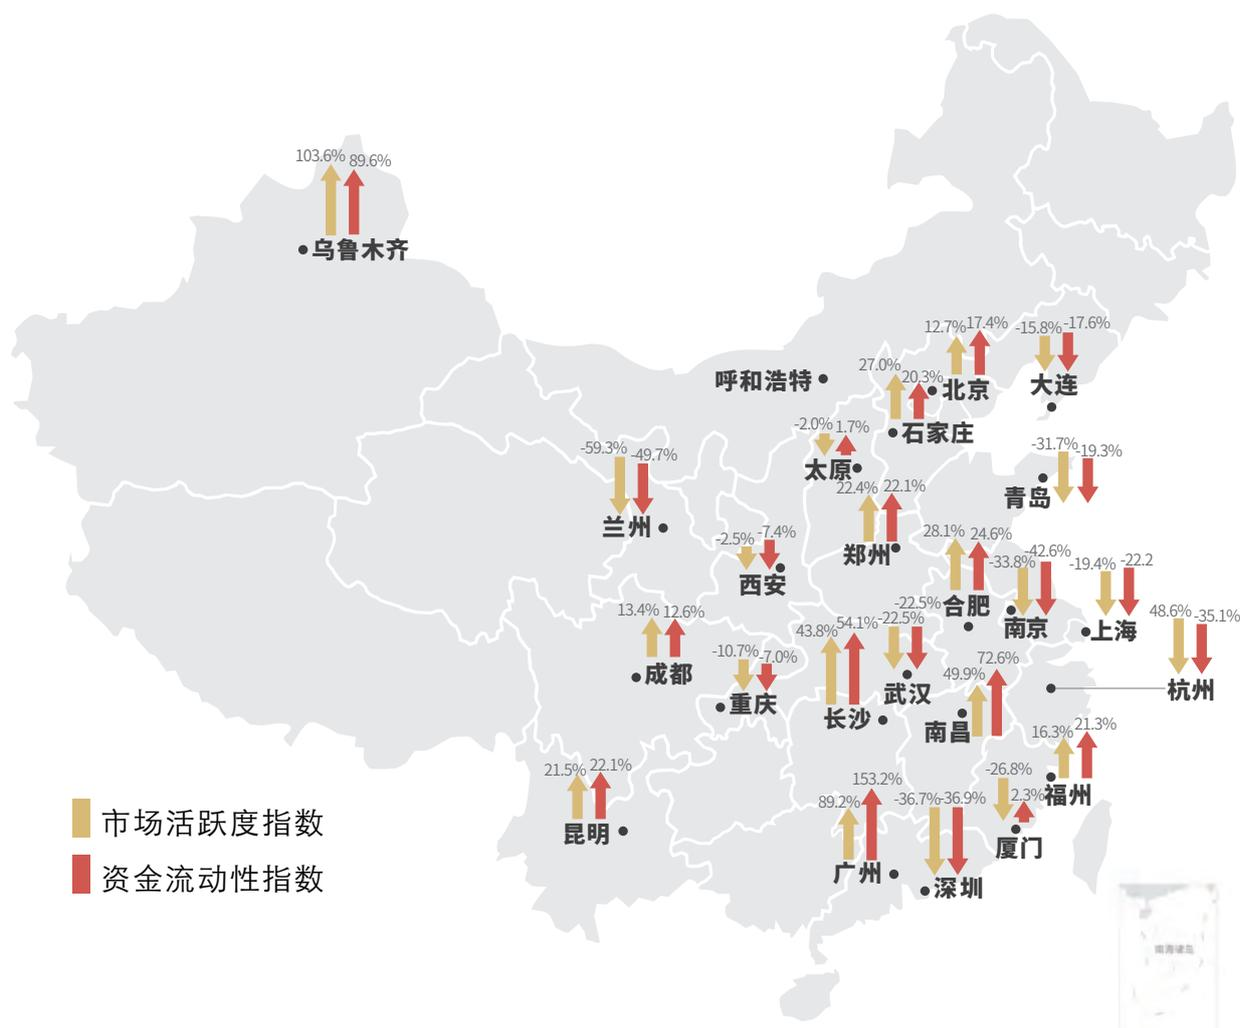 103.6% 89.6%
乌鲁木齐
12.7% 17.4%
北京
-15.8% -17.6%
大连
呼和浩特
27.0% 20.3%
石家庄
-2.0% 1.7%
太原
-31.7% -19.3%
青岛
-59.3% -49.7%
兰州
22.4% 22.1%
郑州
-2.5% -7.4%
西安
28.1% 24.6%
合肥
-33.8% -42.6%
南京
-19.4% -22.2
上海
48.6% -35.1%
杭州
13.4% 12.6%
成都
-10.7% -7.0%
重庆
43.8% 54.1%
长沙
-22.5%
-22.5%
武汉
49.9% 72.6%
南昌
16.3% 21.3%
福州
21.5% 22.1%
昆明
89.2% 153.2%
广州
-36.7% -36.9%
深圳
-26.8% 2.3%
厦门
市场活跃度指数
资金流动性指数
南海诸岛